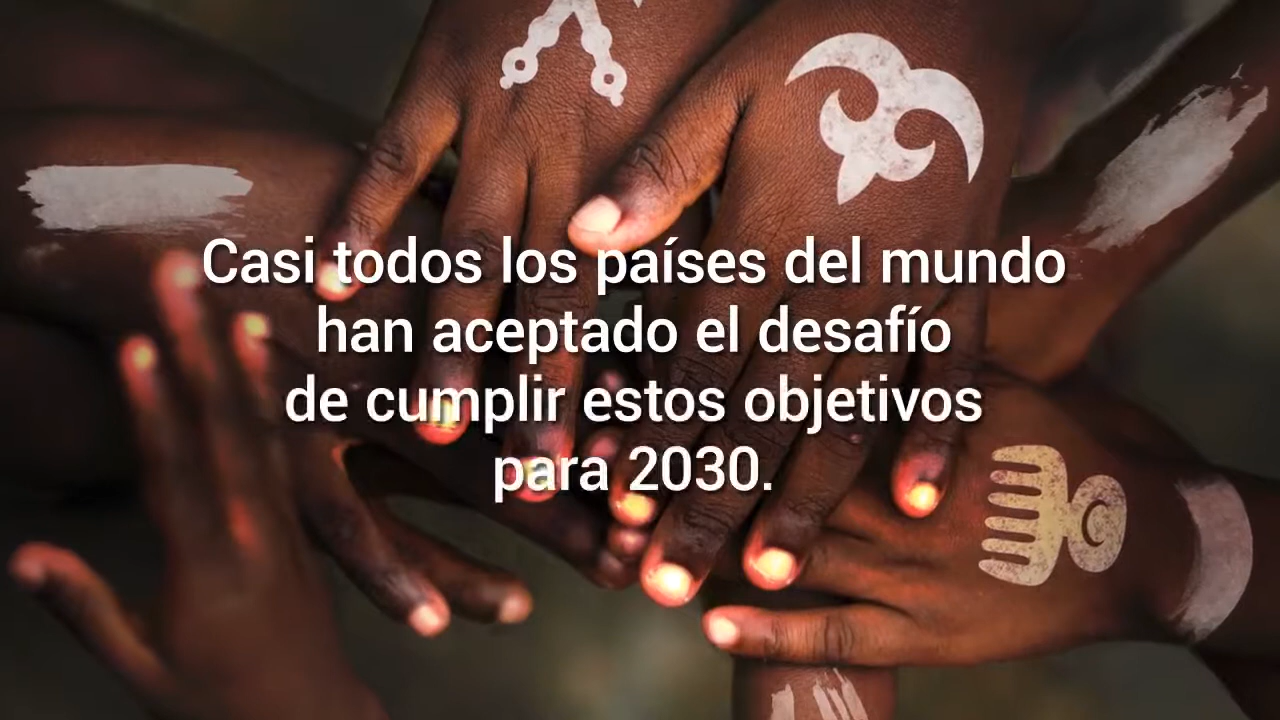 Casi todos los países del mundo
han aceptado el desafío
de cumplir estos objetivos
para 2030.